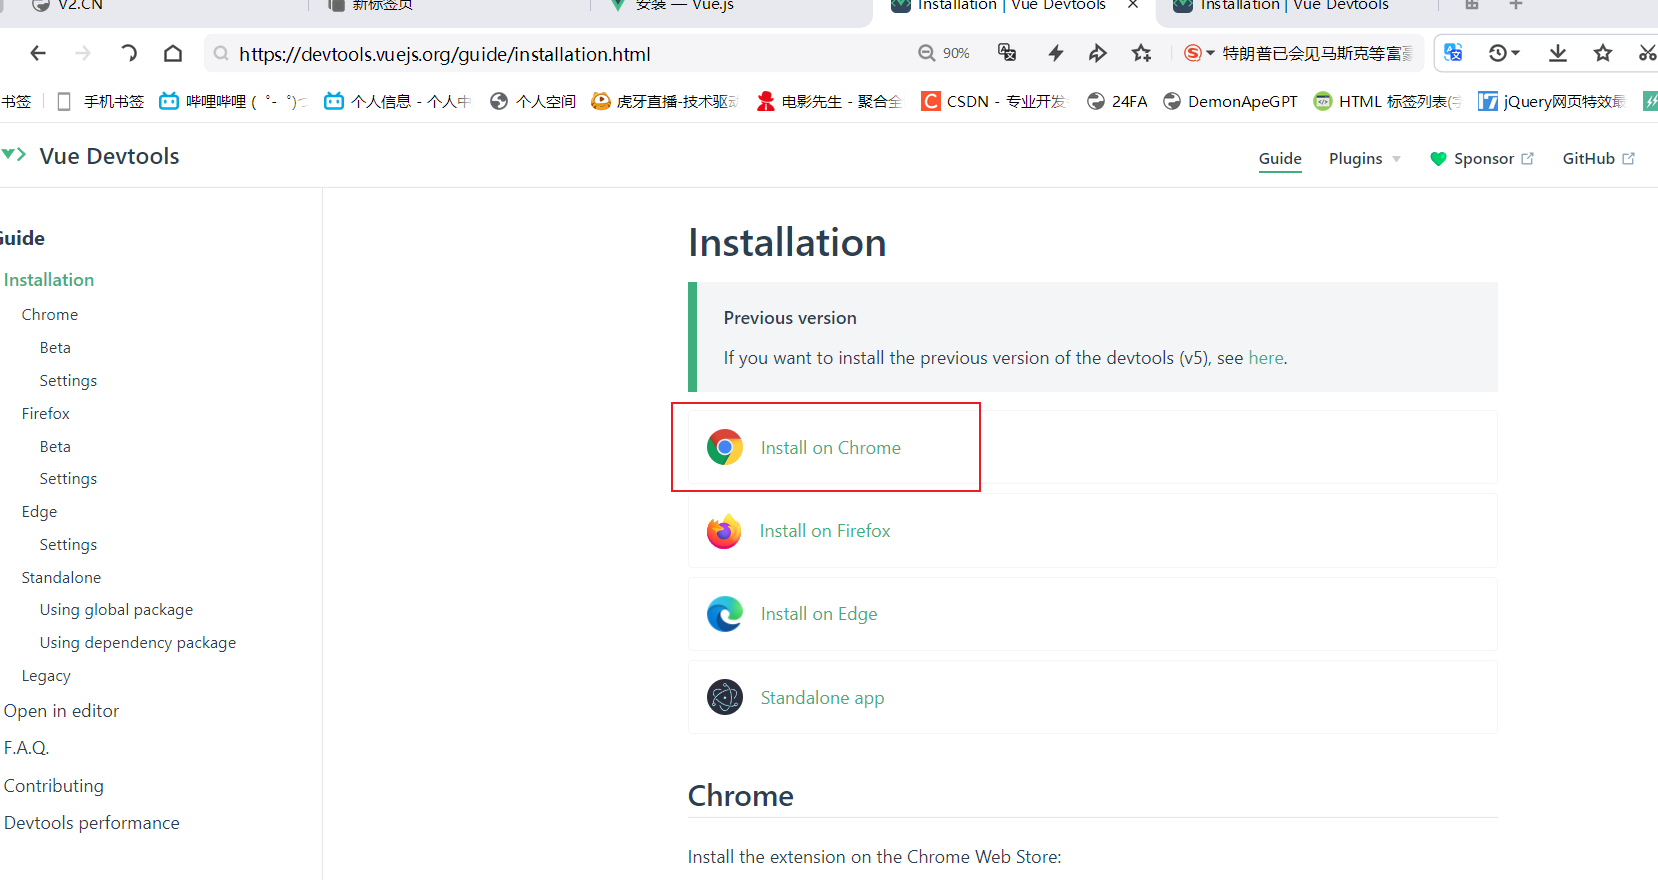 V2.CN
新标签页
安装 — Vue.js
Installation | Vue Devtools
Installation | Vue Devtools
https://devtools.vuejs.org/guide/installation.html
90%
特朗普已会见马斯克等富豪
书签
手机书签
哔哩哔哩 ( ゜- ゜)つ
个人信息 - 个人中
个人空间
虎牙直播-技术驱动
电影先生 - 聚合全
CSDN - 专业开发
24FA
DemonApeGPT
HTML 标签列表(字
jQuery网页特效最
Vue Devtools
Guide
Plugins
Sponsor
GitHub
Guide
Installation
Chrome
Beta
Settings
Firefox
Beta
Settings
Edge
Settings
Standalone
Using global package
Using dependency package
Legacy
Open in editor
F.A.Q.
Contributing
Devtools performance
Installation
Previous version
If you want to install the previous version of the devtools (v5), see here.
Install on Chrome
Install on Firefox
Install on Edge
Standalone app
Chrome
Install the extension on the Chrome Web Store: